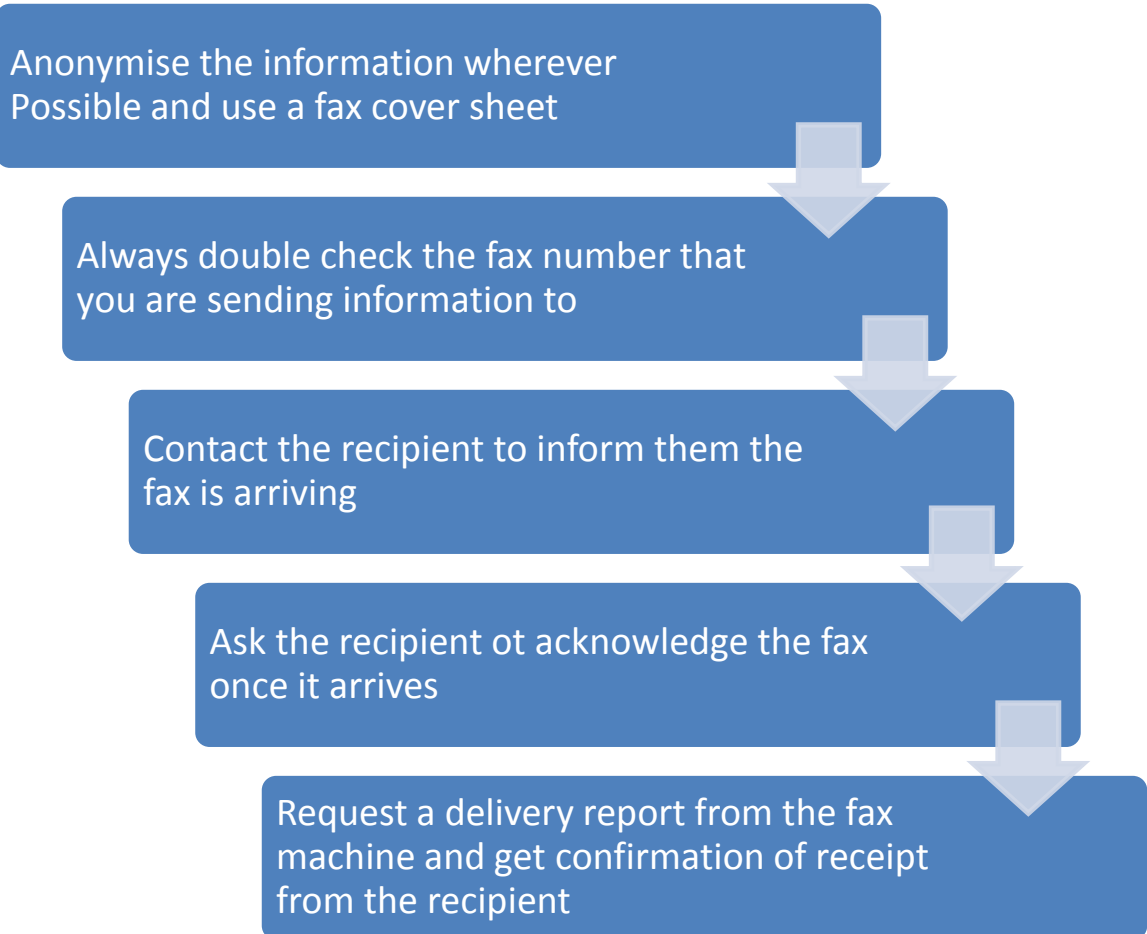 Anonymise the information wherever
Possible and use a fax cover sheet
Always double check the fax number that
you are sending information to
Contact the recipient to inform them the
fax is arriving
Ask the recipient ot acknowledge the fax
once it arrives
Request a delivery report from the fax
machine and get confirmation of receipt
from the recipient